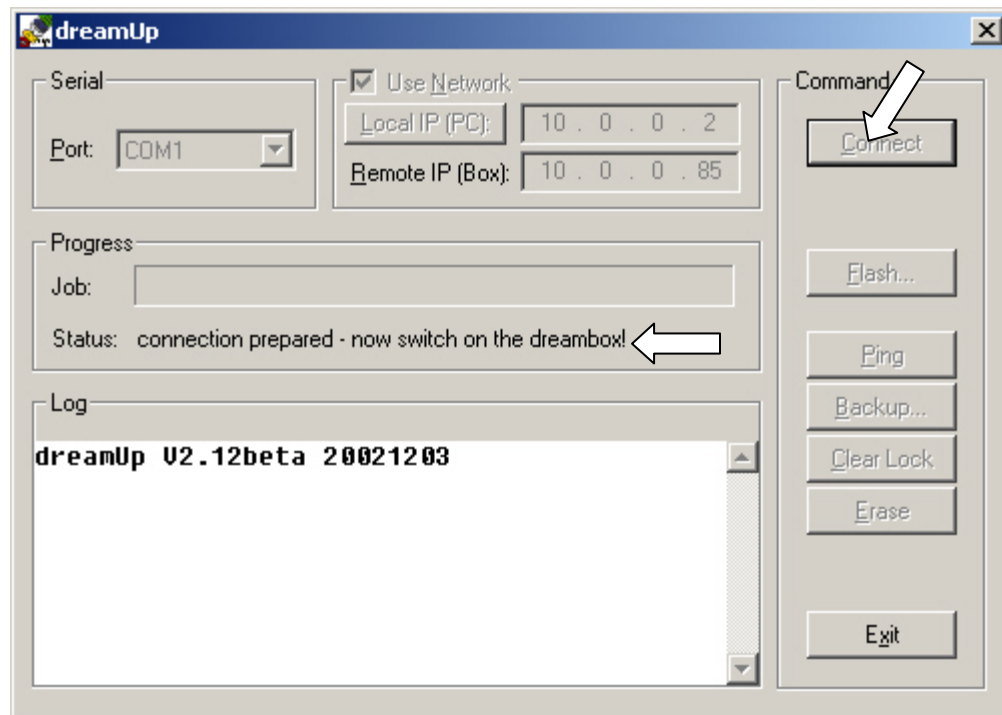 dreamUp
Serial
Port: COM1
Use Network
Local IP (PC): 10 . 0 . 0 . 2
Remote IP (Box): 10 . 0 . 0 . 85
Command
Connect
Flash...
Ping
Backup...
Clear Lock
Erase
Exit
Progress
Job:
Status: connection prepared - now switch on the dreambox!
Log
dreamUp V2.12beta 20021203